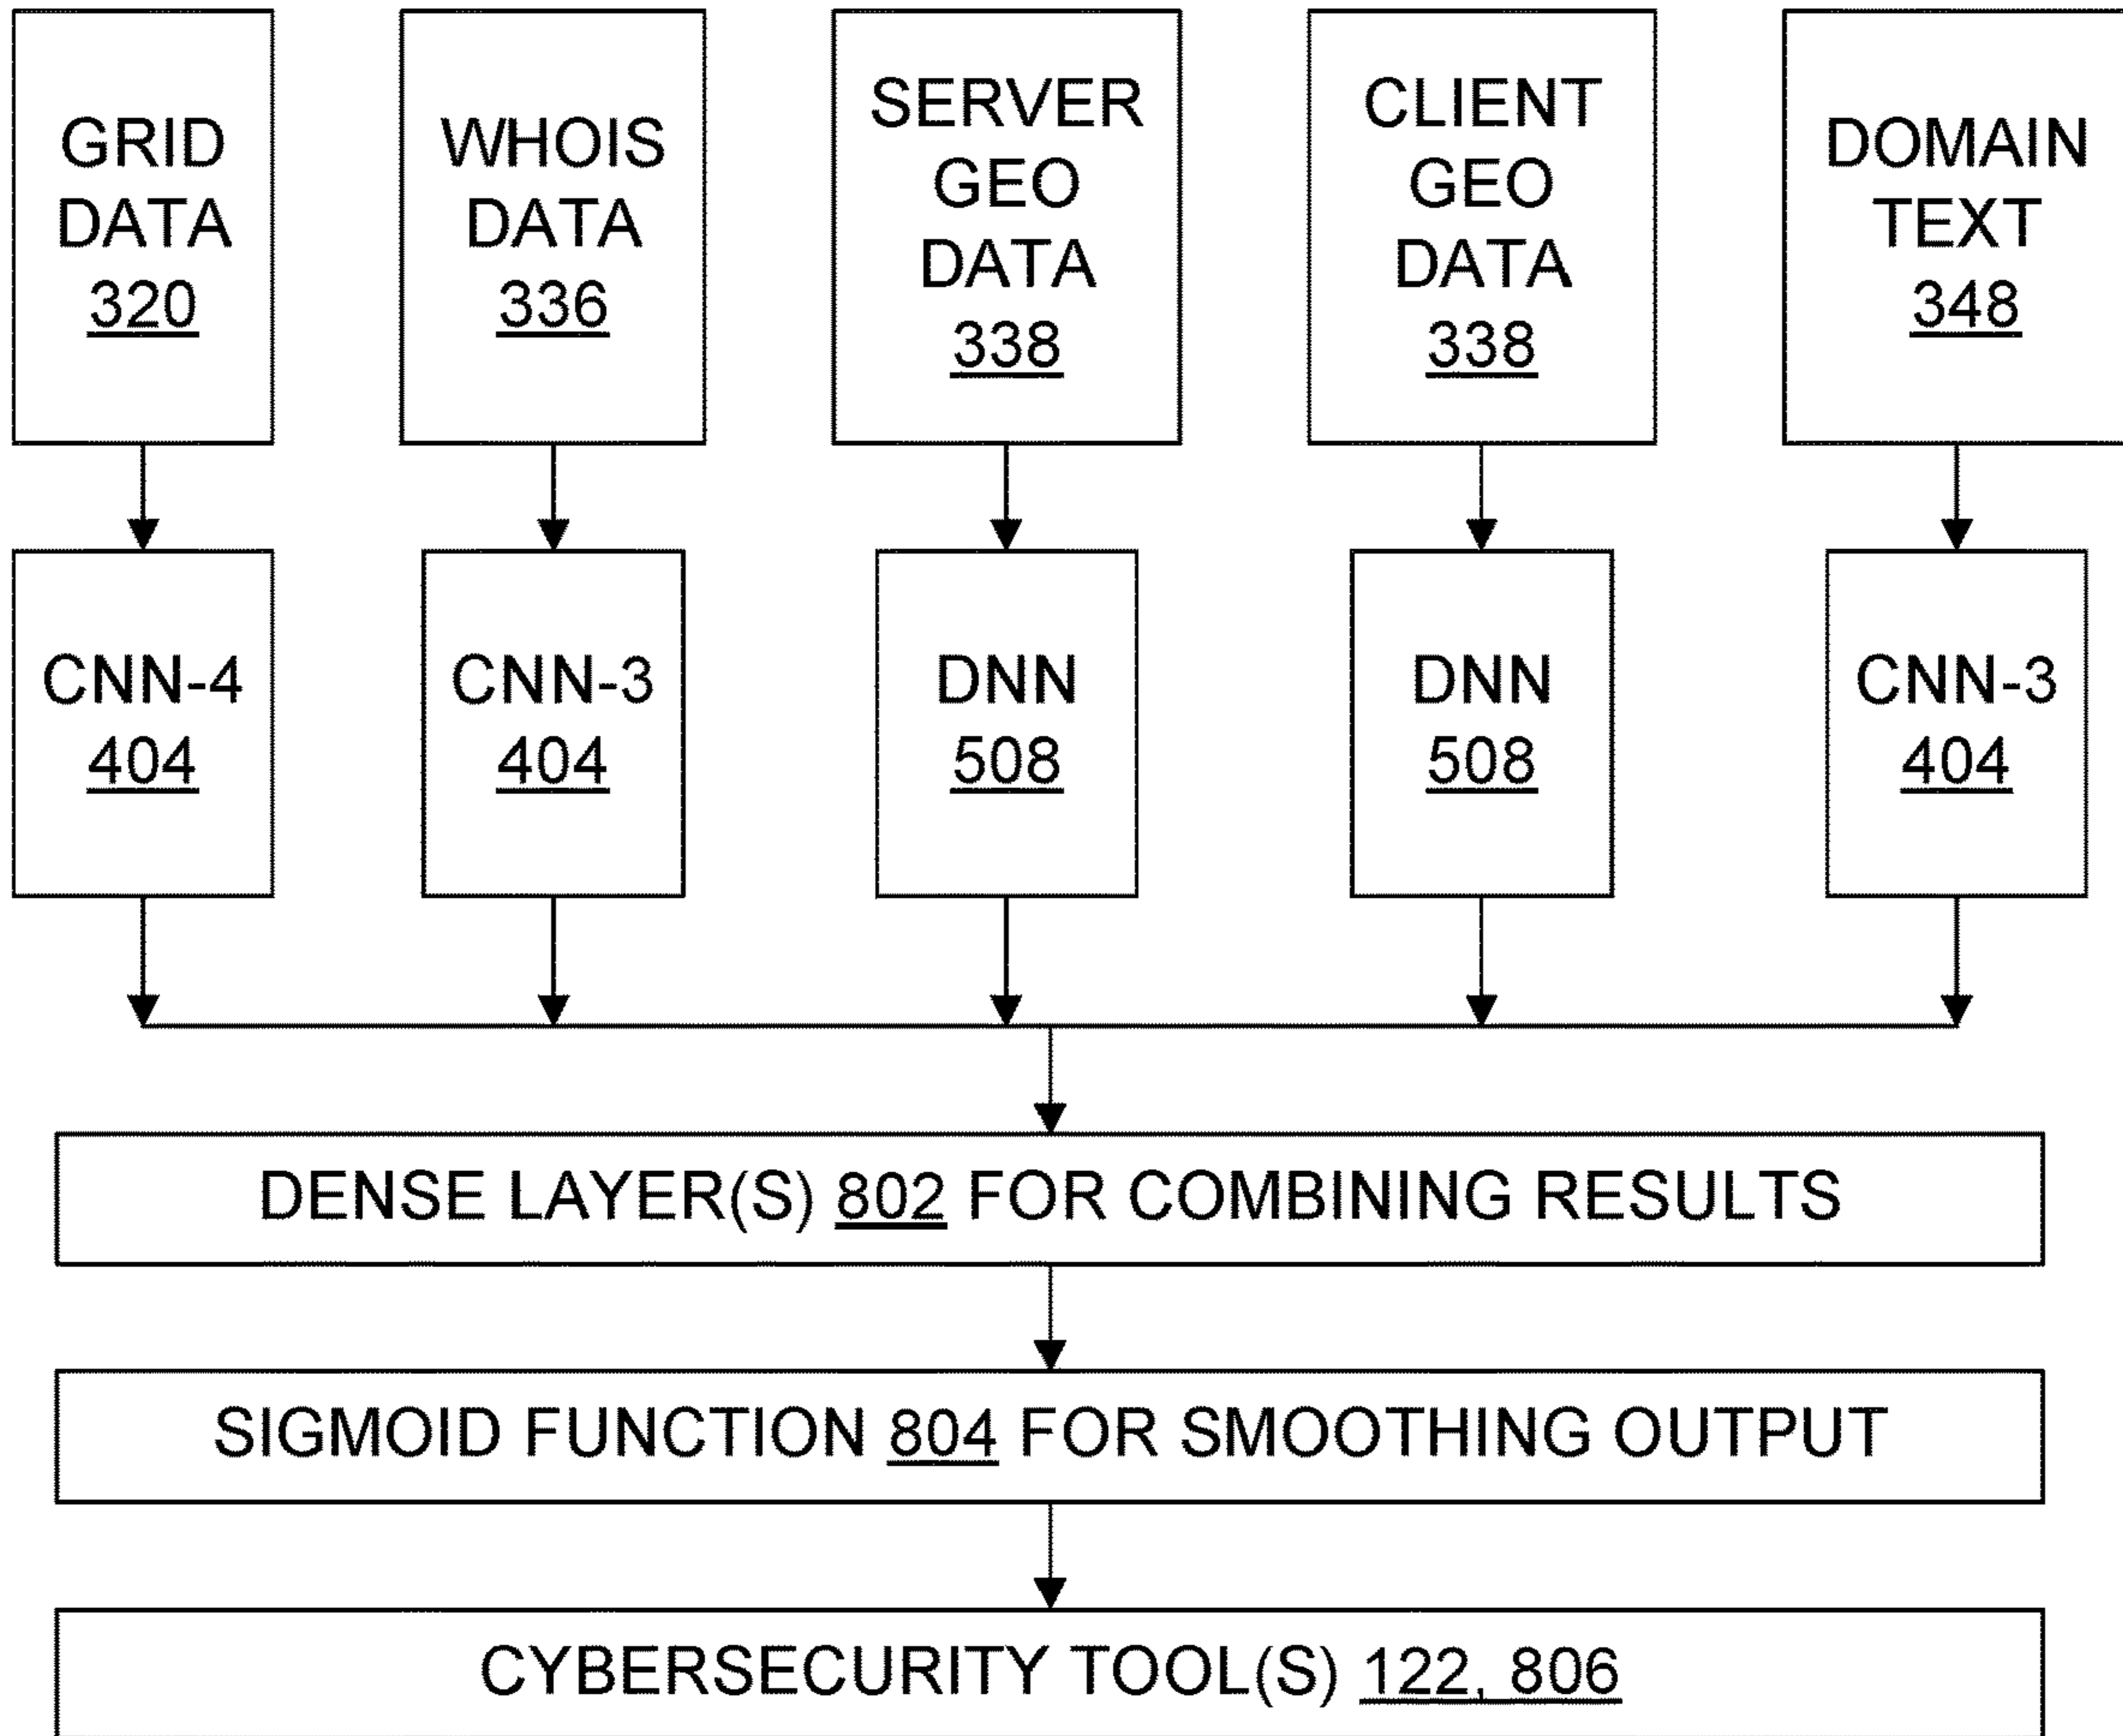 GRID
DATA
320
WHOIS
DATA
336
SERVER
GEO
DATA
338
CLIENT
GEO
DATA
338
DOMAIN
TEXT
348
CNN-4
404
CNN-3
404
DNN
508
DNN
508
CNN-3
404
DENSE LAYER(S) 802 FOR COMBINING RESULTS
SIGMOID FUNCTION 804 FOR SMOOTHING OUTPUT
CYBERSECURITY TOOL(S) 122, 806